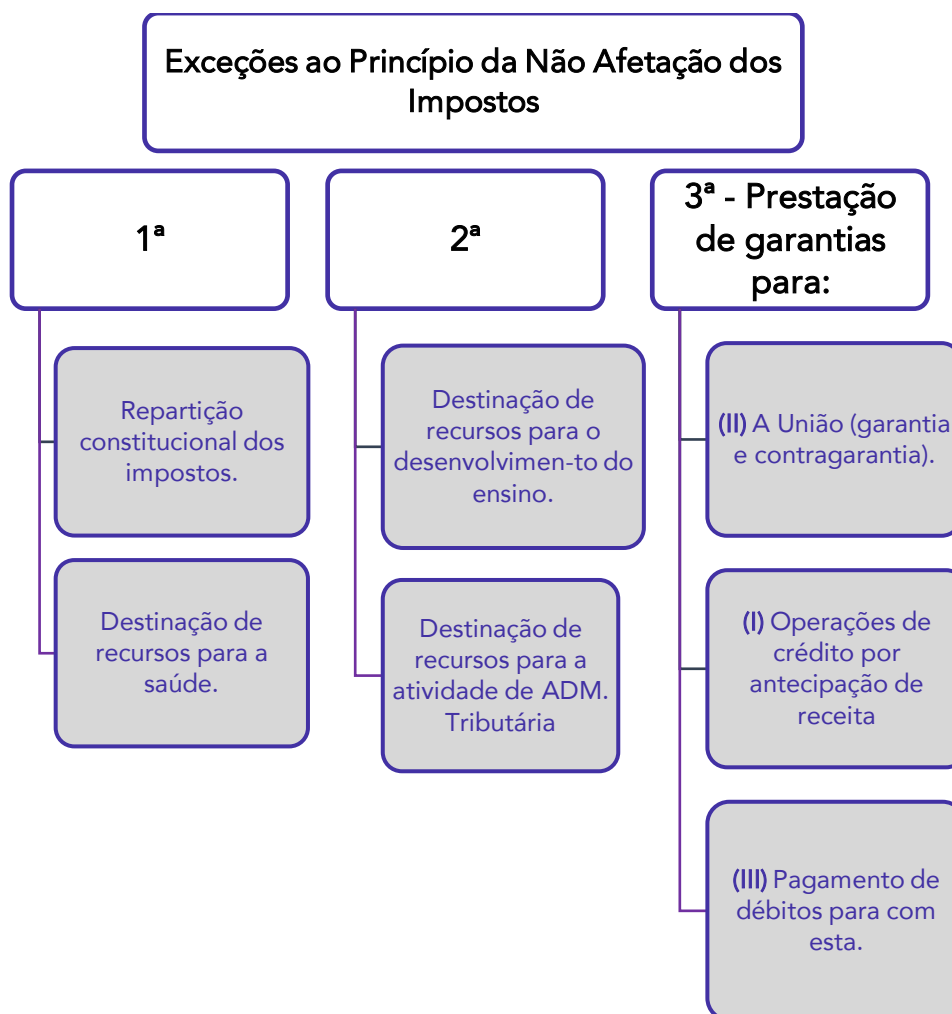 Exceções ao Princípio da Não Afetação dos
Impostos
1ª
Repartição
constitucional dos
impostos.
Destinação de
recursos para a
saúde.
2ª
Destinação de
recursos para o
desenvolvimen-to do
ensino.
Destinação de
recursos para a
atividade de ADM.
Tributária
3ª - Prestação
de garantias
para:
(II) A União (garantia
e contragarantia).
(I) Operações de
crédito por
antecipação de
receita
(III) Pagamento de
débitos para com
esta.